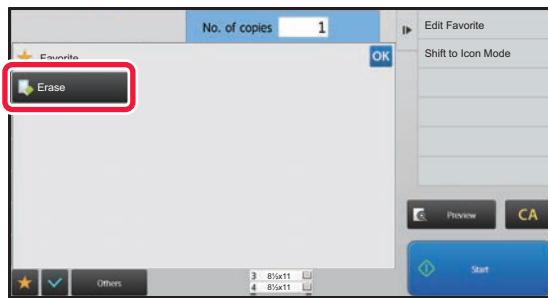 No. of copies 1
Edit Favorite
Favorite
OK
Shift to Icon Mode
Erase
Preview
CA
Start
Others
3 8½x11
4 8½x11